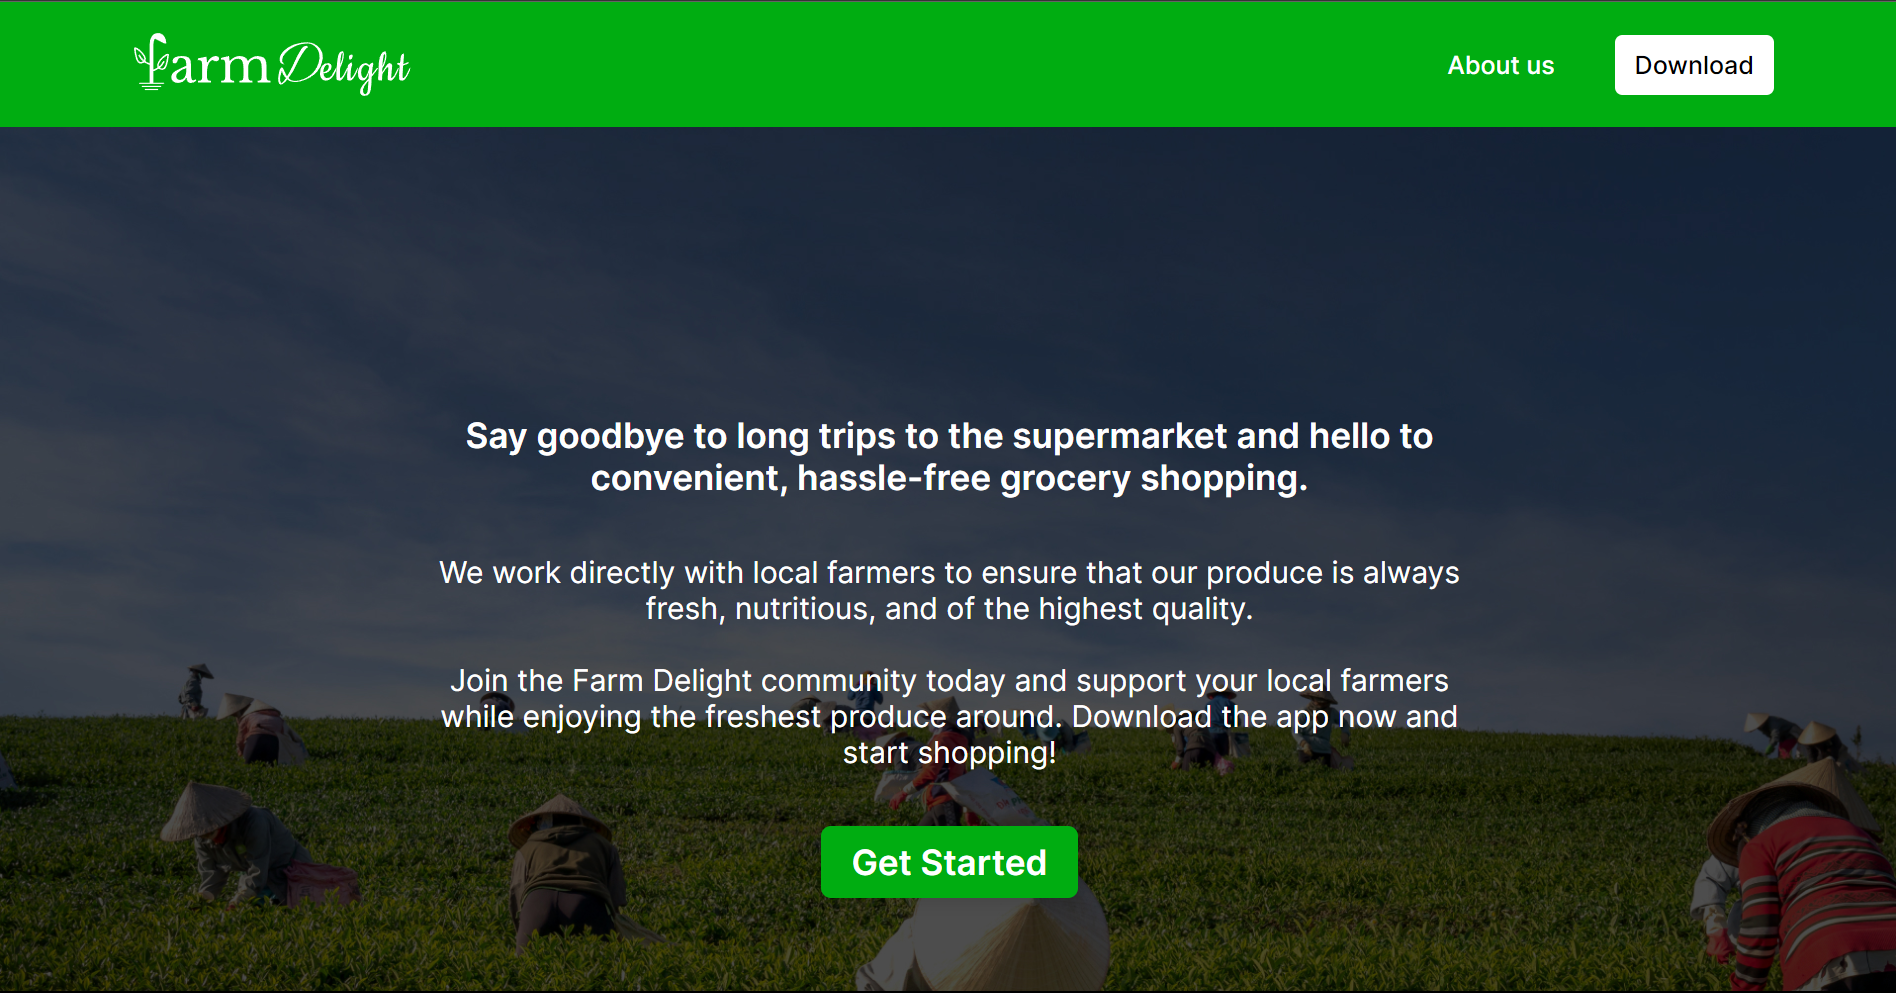 Farm Delight
About us
Download
Say goodbye to long trips to the supermarket and hello to
convenient, hassle-free grocery shopping.
We work directly with local farmers to ensure that our produce is always
fresh, nutritious, and of the highest quality.
Join the Farm Delight community today and support your local farmers
while enjoying the freshest produce around. Download the app now and
start shopping!
Get Started